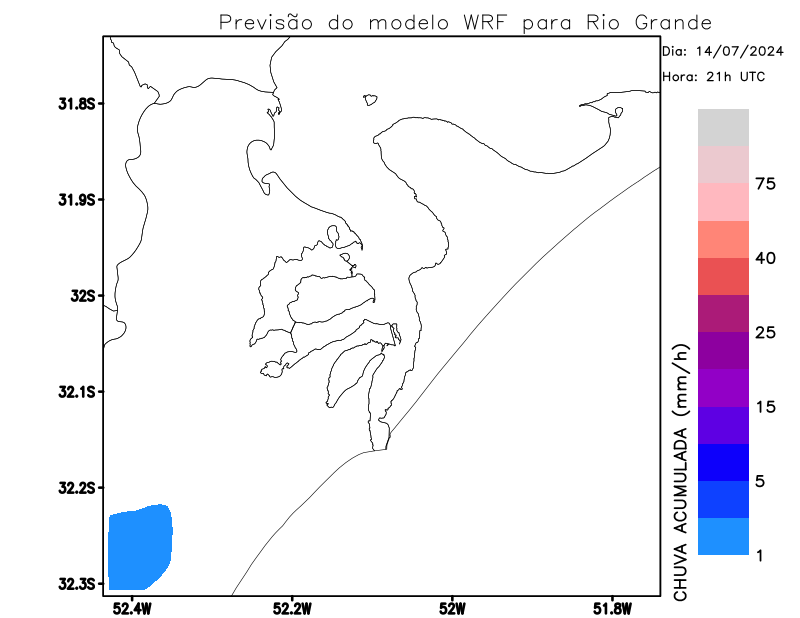 Previsão do modelo WRF para Rio Grande
Dia: 14/07/2024
Hora: 21h UTC
31.8S
31.9S
32S
32.1S
32.2S
32.3S
52.4W
52.2W
52W
51.8W
75
40
25
15
5
1
CHUVA ACUMULADA (mm/h)